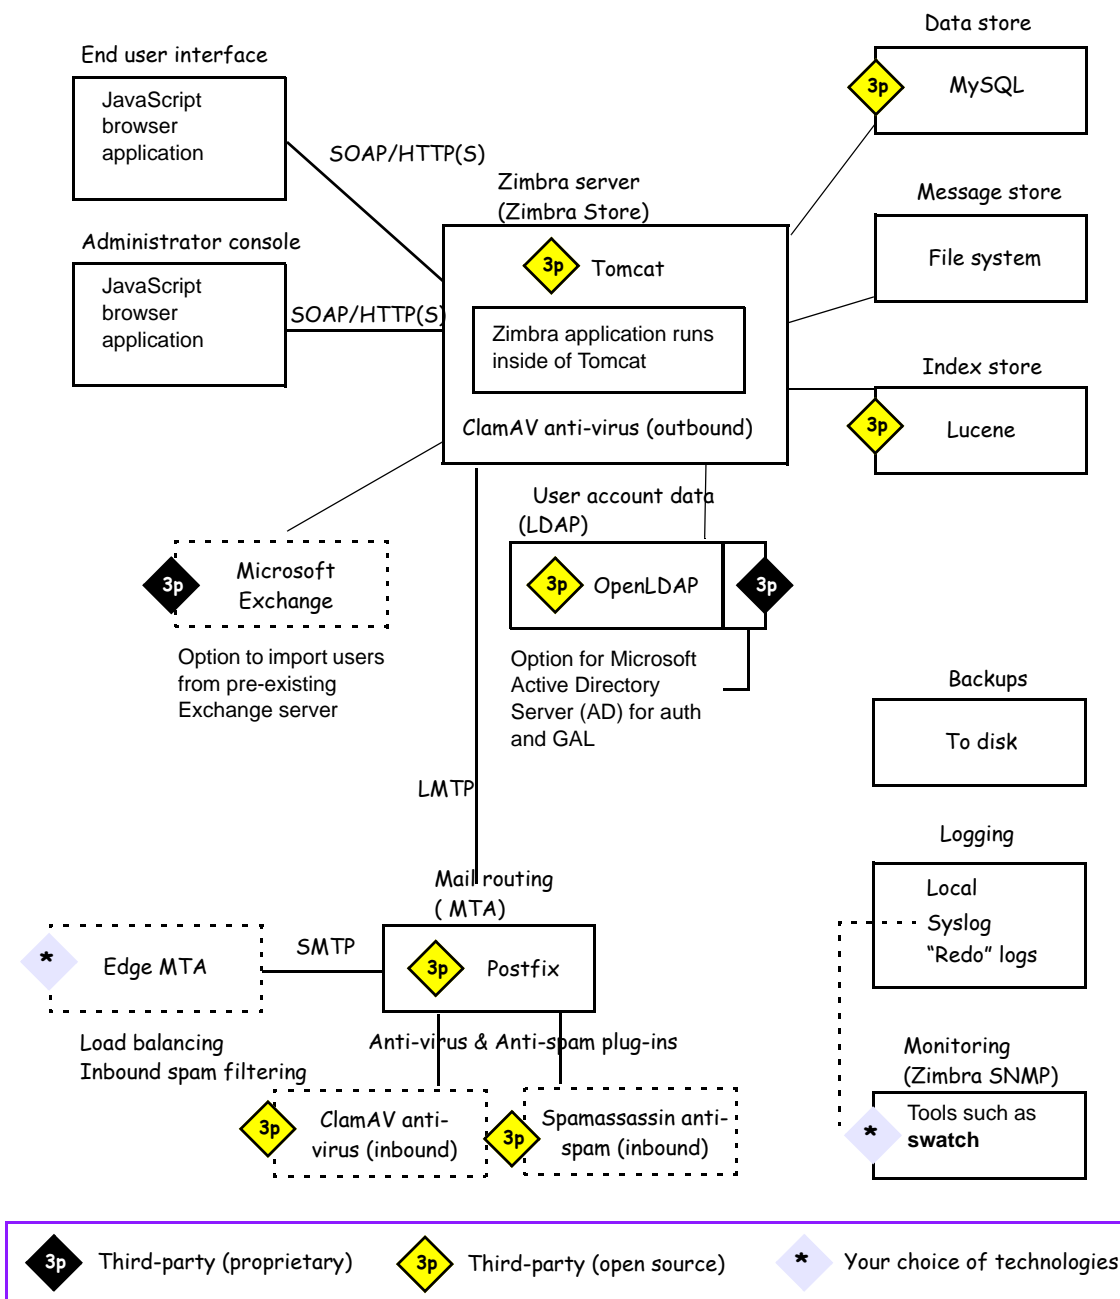 Data store
End user interface
3p
MySQL
JavaScript
browser
application
SOAP/HTTP(S)
Zimbra server
(Zimbra Store)
Message store
Administrator console
3p
Tomcat
File system
JavaScript
browser
application
SOAP/HTTP(S)
Zimbra application runs
inside of Tomcat
Index store
ClamAV anti-virus (outbound)
3p
Lucene
User account data
(LDAP)
3p
Microsoft
Exchange
3p
OpenLDAP
3p
Option to import users
from pre-existing
Exchange server
Option for Microsoft
Active Directory
Server (AD) for auth
and GAL
Backups
To disk
LMTP
Logging
Local
Syslog
“Redo” logs
Mail routing
( MTA)
*
Edge MTA
SMTP
3p
Postfix
Load balancing
Inbound spam filtering
Anti-virus & Anti-spam plug-ins
Monitoring
(Zimbra SNMP)
3p
ClamAV anti-
virus (inbound)
3p
Spamassassin anti-
spam (inbound)
*
Tools such as
swatch
3p Third-party (proprietary)
3p Third-party (open source)
* Your choice of technologies